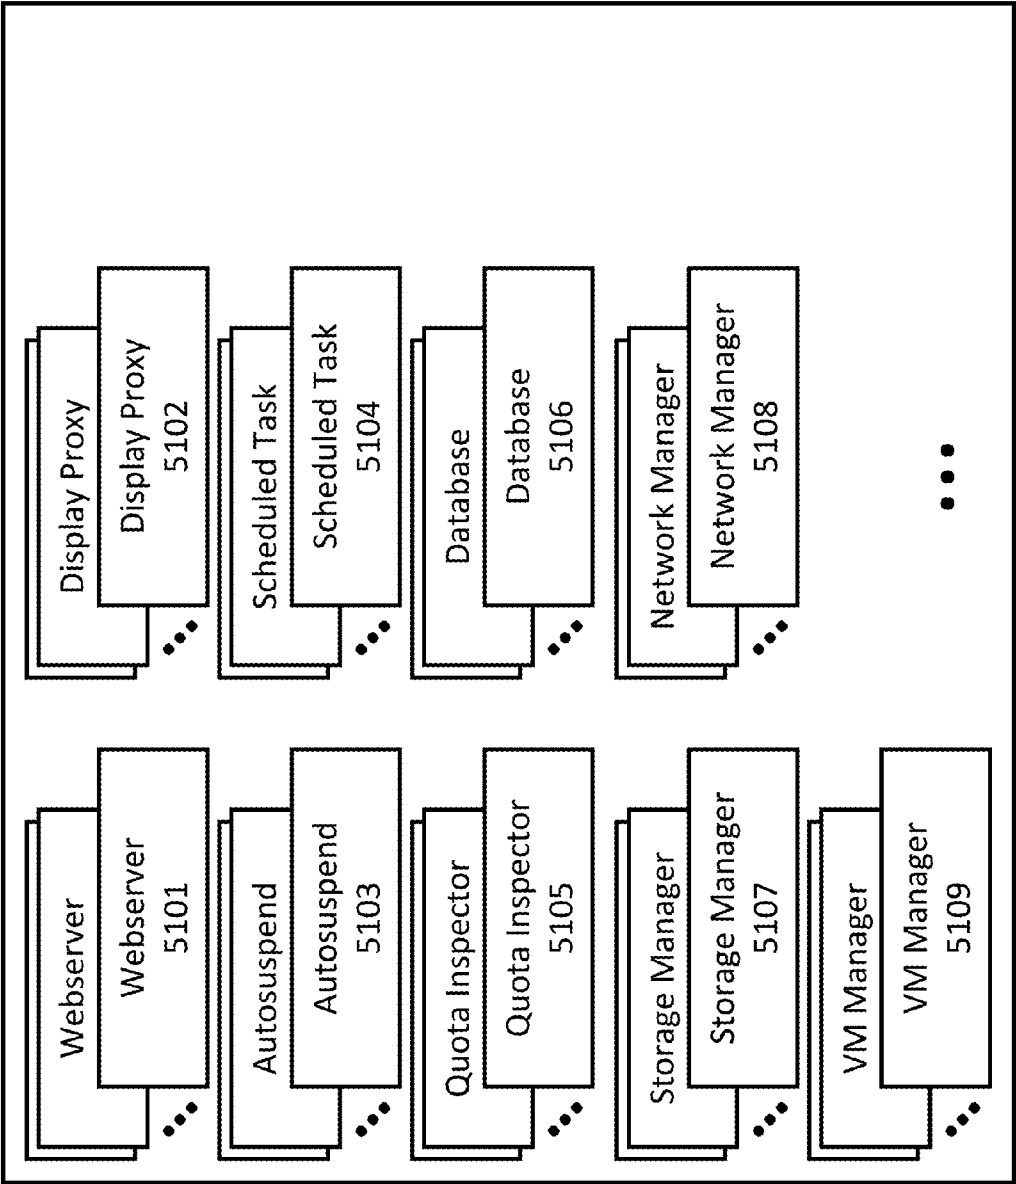 Webserver
Webserver
5101
Display Proxy
Display Proxy
5102
Autosuspend
Autosuspend
5103
Scheduled Task
Scheduled Task
5104
Quota Inspector
Quota Inspector
5105
Database
Database
5106
Storage Manager
Storage Manager
5107
Network Manager
Network Manager
5108
VM Manager
VM Manager
5109